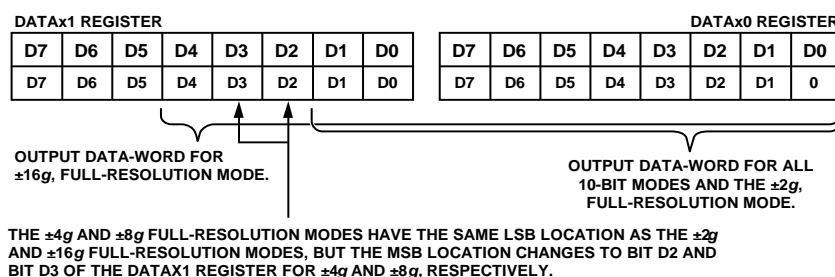 DATAx1 REGISTER
DATAx0 REGISTER
D7 D6 D5 D4 D3 D2 D1 D0
D7 D6 D5 D4 D3 D2 D1 D0
D7 D6 D5 D4 D3 D2 D1 D0
D7 D6 D5 D4 D3 D2 D1 0
OUTPUT DATA-WORD FOR
±16g, FULL-RESOLUTION MODE.
OUTPUT DATA-WORD FOR ALL
10-BIT MODES AND THE ±2g,
FULL-RESOLUTION MODE.
THE ±4g AND ±8g FULL-RESOLUTION MODES HAVE THE SAME LSB LOCATION AS THE ±2g
AND ±16g FULL-RESOLUTION MODES, BUT THE MSB LOCATION CHANGES TO BIT D2 AND
BIT D3 OF THE DATAX1 REGISTER FOR ±4g AND ±8g, RESPECTIVELY.